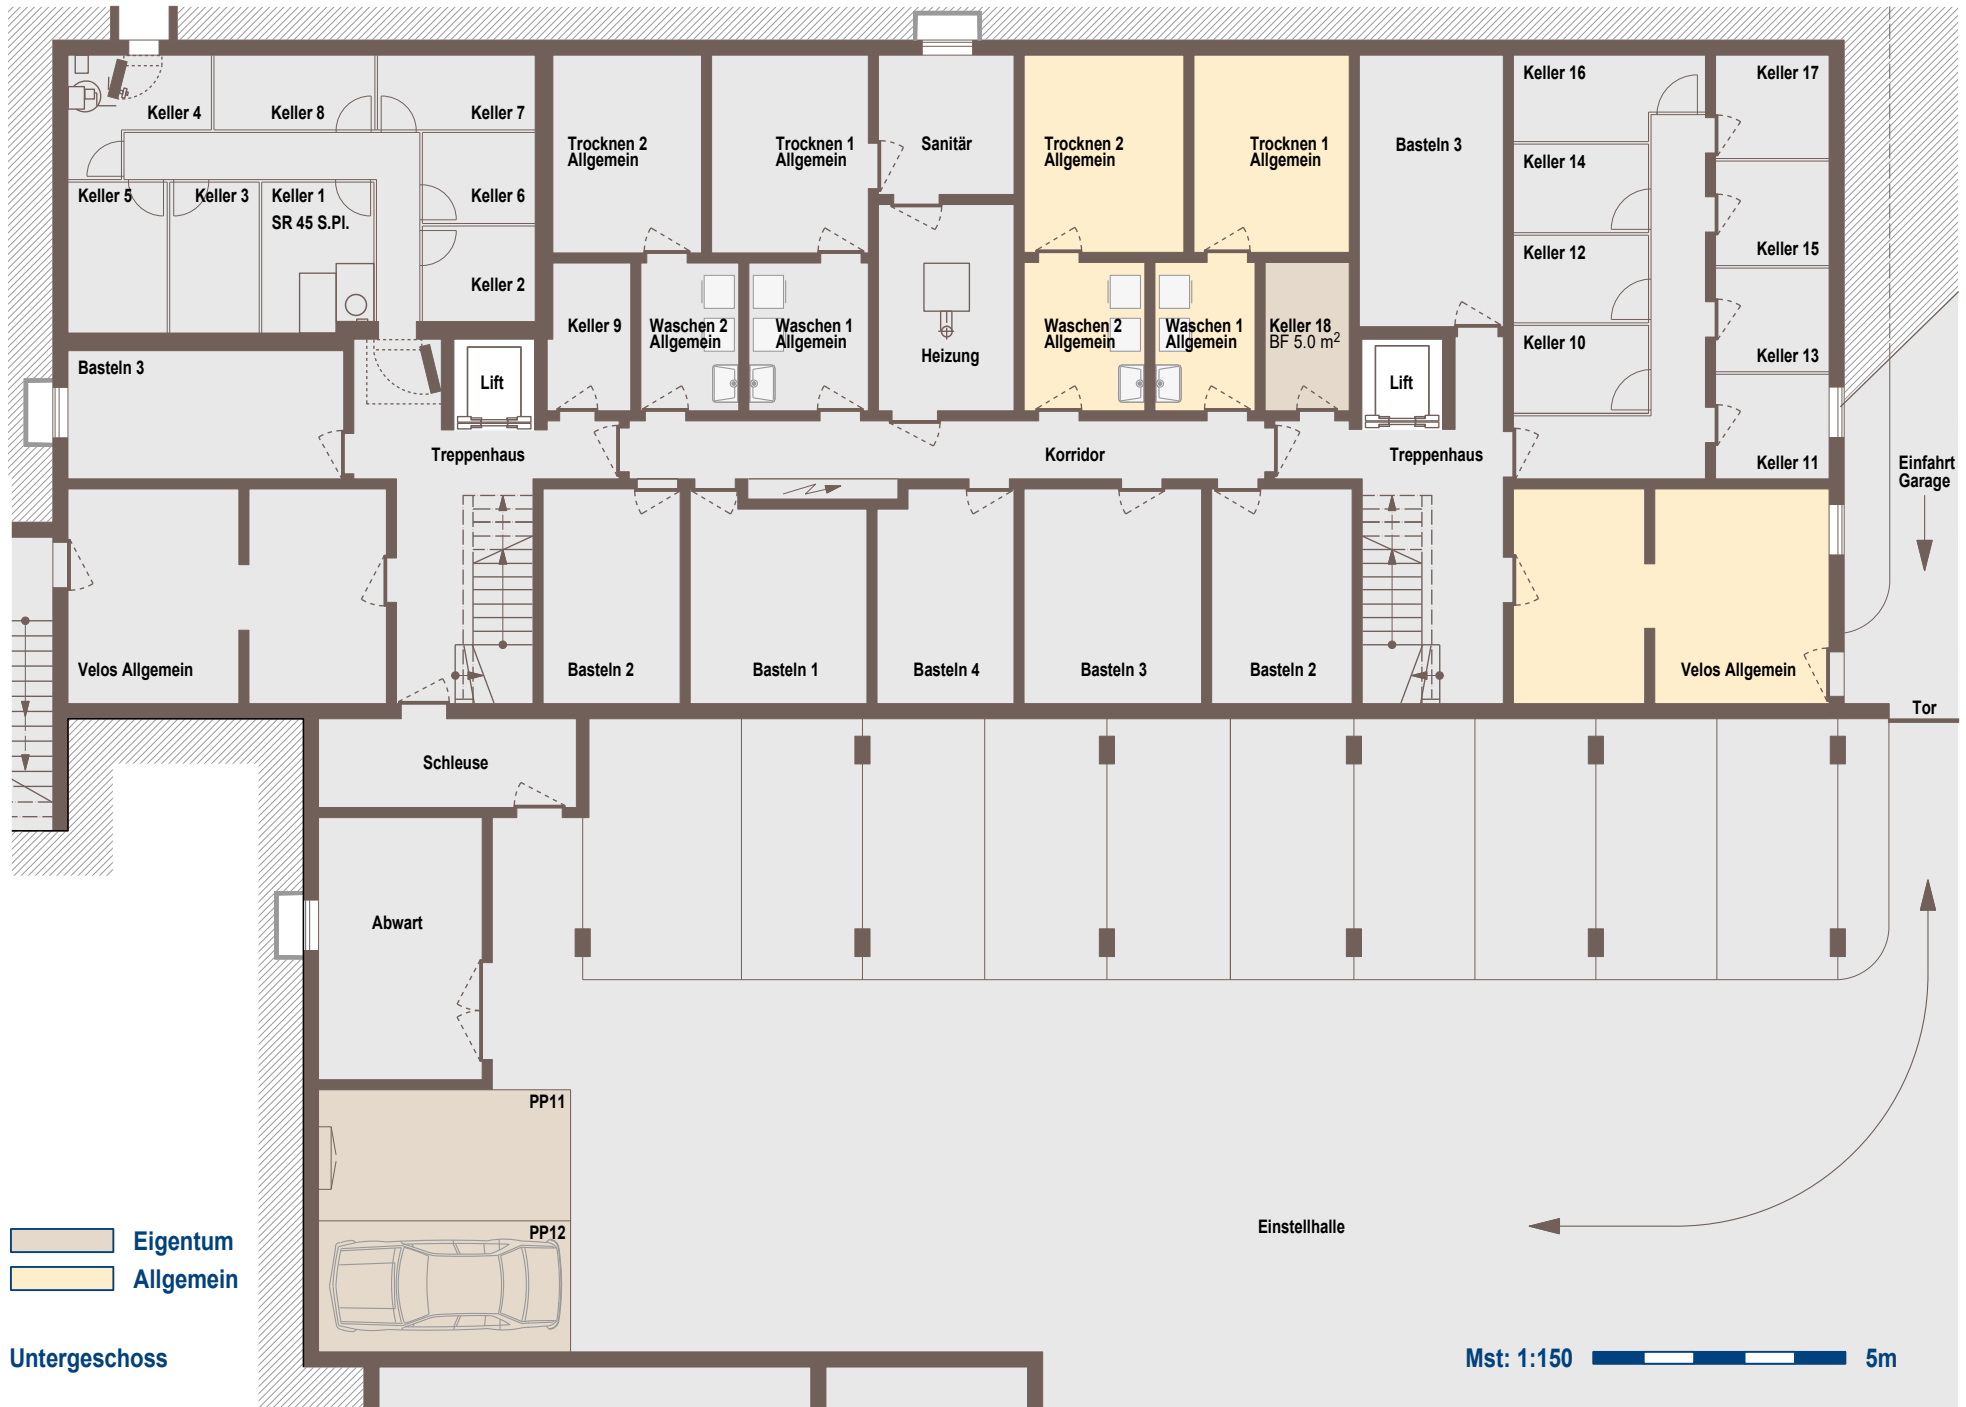 Keller 4
Keller 8
Keller 7
Trocknen 2
Allgemein
Trocknen 1
Allgemein
Sanitär
Trocknen 2
Allgemein
Trocknen 1
Allgemein
Basteln 3
Keller 16
Keller 17
Keller 14
Keller 5
Keller 3
Keller 1
SR 45 S.Pl.
Keller 6
Keller 12
Keller 15
Keller 2
Keller 9
Waschen 2
Allgemein
Waschen 1
Allgemein
Heizung
Waschen 2
Allgemein
Waschen 1
Allgemein
Keller 18
BF 5.0 m²
Keller 10
Keller 13
Basteln 3
Lift
Lift
Treppenhaus
Korridor
Treppenhaus
Keller 11
Einfahrt
Garage
Velos Allgemein
Basteln 2
Basteln 1
Basteln 4
Basteln 3
Basteln 2
Velos Allgemein
Tor
Schleuse
Abwart
PP11
PP12
Einstellhalle
Eigentum
Allgemein
Untergeschoss
Mst: 1:150
5m